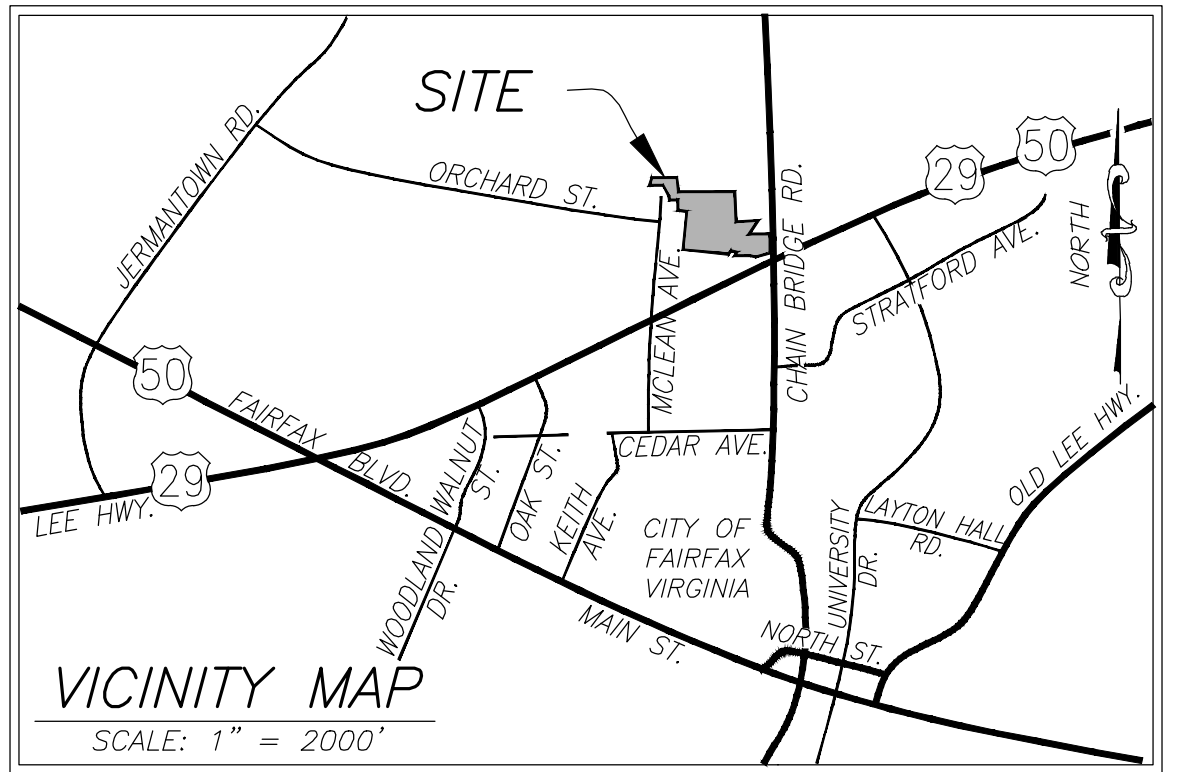 SITE
JERMANTOWN RD.
ORCHARD ST.
CHAIN BRIDGE RD.
50
29
NORTH
STRATFORD AVE.
MCLEAN AVE.
50
FAIRFAX
BLVD.
29
LEE HWY.
WALNUT
ST.
OAK ST.
KEITH
AVE.
CEDAR AVE.
OLD LEE HWY.
LAYTON HALL
RD.
UNIVERSITY
DR.
CITY OF
FAIRFAX
VIRGINIA
WOODLAND
DR.
MAIN ST.
NORTH ST.
VICINITY MAP
SCALE: 1" = 2000'